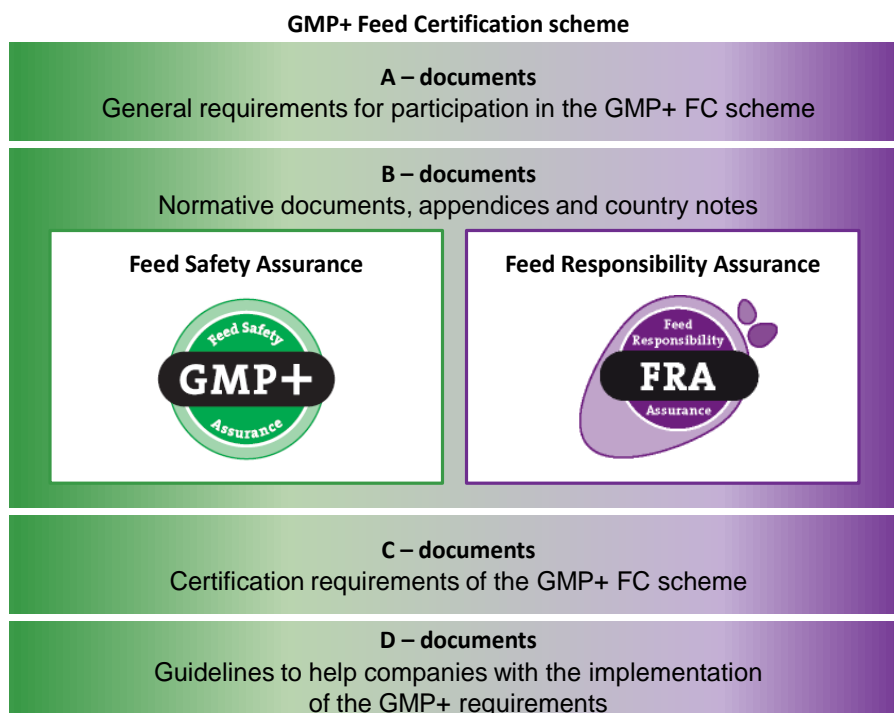 GMP+ Feed Certification scheme
A – documents
General requirements for participation in the GMP+ FC scheme
B – documents
Normative documents, appendices and country notes
Feed Safety Assurance
Feed Safety
GMP+
Assurance
Feed Responsibility Assurance
Feed
Responsibility
FRA
Assurance
C – documents
Certification requirements of the GMP+ FC scheme
D – documents
Guidelines to help companies with the implementation
of the GMP+ requirements